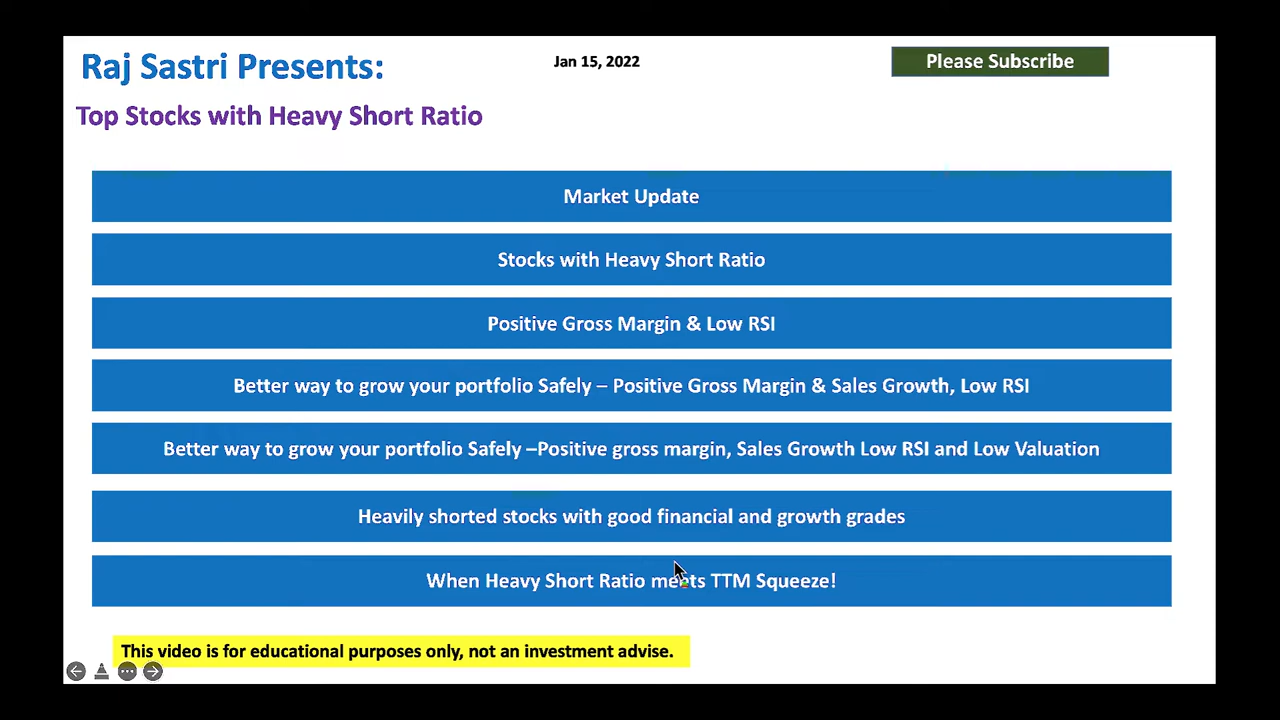 Raj Sastri Presents:
Jan 15, 2022
Please Subscribe
Top Stocks with Heavy Short Ratio
Market Update
Stocks with Heavy Short Ratio
Positive Gross Margin & Low RSI
Better way to grow your portfolio Safely – Positive Gross Margin & Sales Growth, Low RSI
Better way to grow your portfolio Safely –Positive gross margin, Sales Growth Low RSI and Low Valuation
Heavily shorted stocks with good financial and growth grades
When Heavy Short Ratio meets TTM Squeeze!
This video is for educational purposes only, not an investment advise.